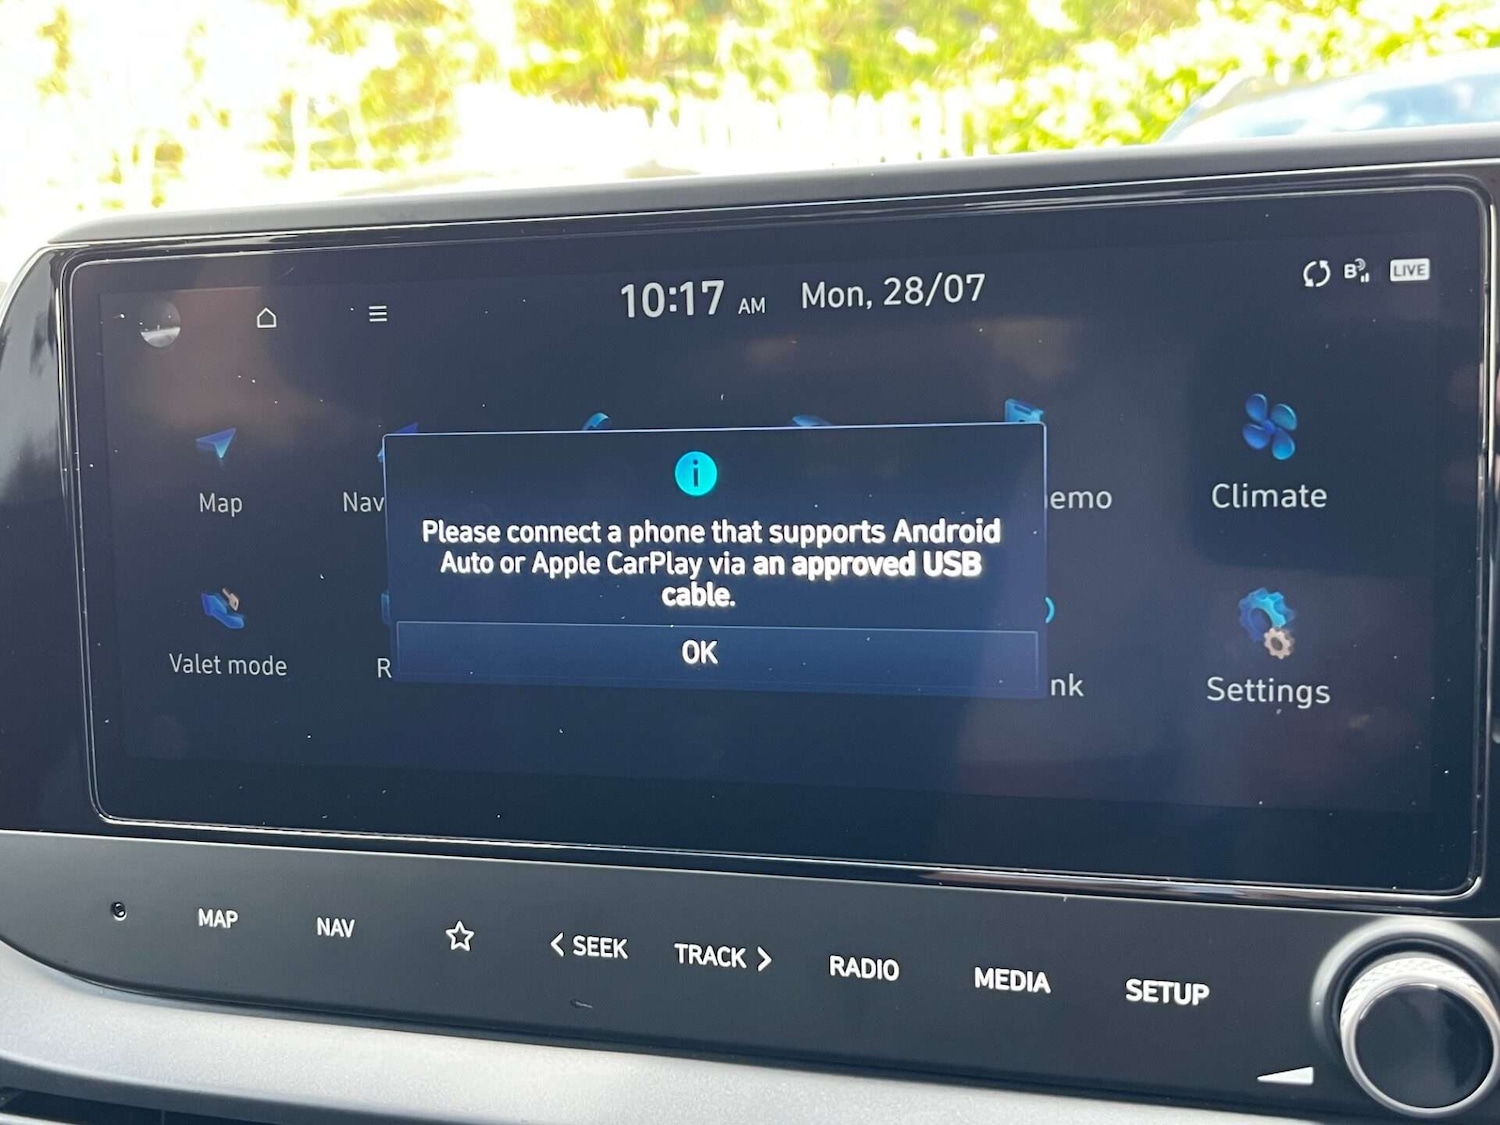 10:17 AM Mon, 28/07
B
LIVE
Map
Nav
emo
Climate
Please connect a phone that supports Android
Auto or Apple CarPlay via an approved USB
cable.
OK
Valet mode
R
nk
Settings
MAP
NAV
SEEK
TRACK
RADIO
MEDIA
SETUP